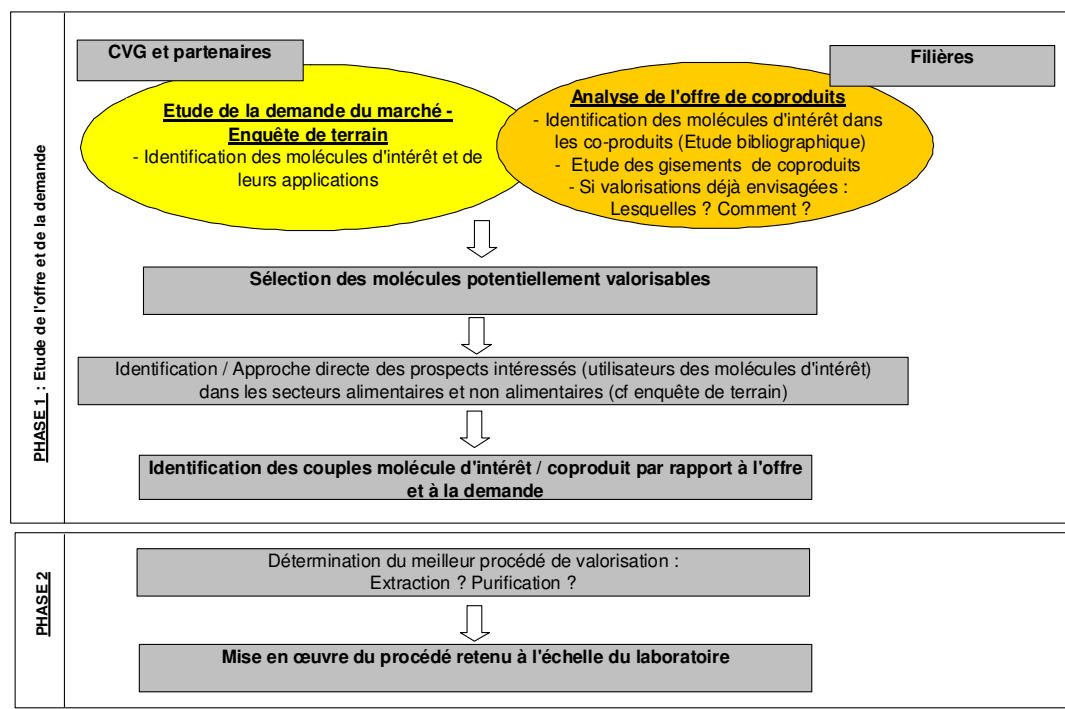 CVG et partenaires
Filières
Etude de la demande du marché -
Enquête de terrain
- Identification des molécules d'intérêt et de
leurs applications
Analyse de l'offre de coproduits
- Identification des molécules d'intérêt dans
les co-produits (Etude bibliographique)
- Etude des gisements de coproduits
- Si valorisations déjà envisagées :
Lesquelles ? Comment ?
Sélection des molécules potentiellement valorisables
Identification / Approche directe des prospects intéressés (utilisateurs des molécules d'intérêt)
dans les secteurs alimentaires et non alimentaires (cf enquête de terrain)
Identification des couples molécule d'intérêt / coproduit par rapport à l'offre
et à la demande
PHASE 1 : Etude de l'offre et de la demande
Détermination du meilleur procédé de valorisation :
Extraction ? Purification ?
Mise en œuvre du procédé retenu à l'échelle du laboratoire
PHASE 2